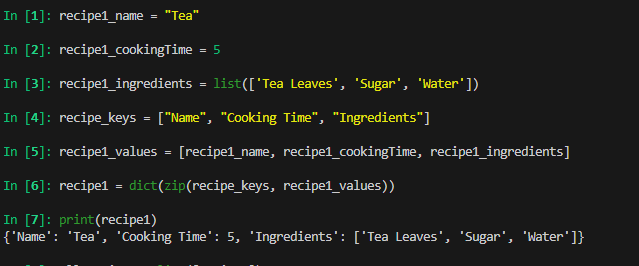 In [1]: recipe1_name = "Tea"
In [2]: recipe1_cookingTime = 5
In [3]: recipe1_ingredients = list(['Tea Leaves', 'Sugar', 'Water'])
In [4]: recipe_keys = ["Name", "Cooking Time", "Ingredients"]
In [5]: recipe1_values = [recipe1_name, recipe1_cookingTime, recipe1_ingredients]
In [6]: recipe1 = dict(zip(recipe_keys, recipe1_values))
In [7]: print(recipe1)
{'Name': 'Tea', 'Cooking Time': 5, 'Ingredients': ['Tea Leaves', 'Sugar', 'Water']}